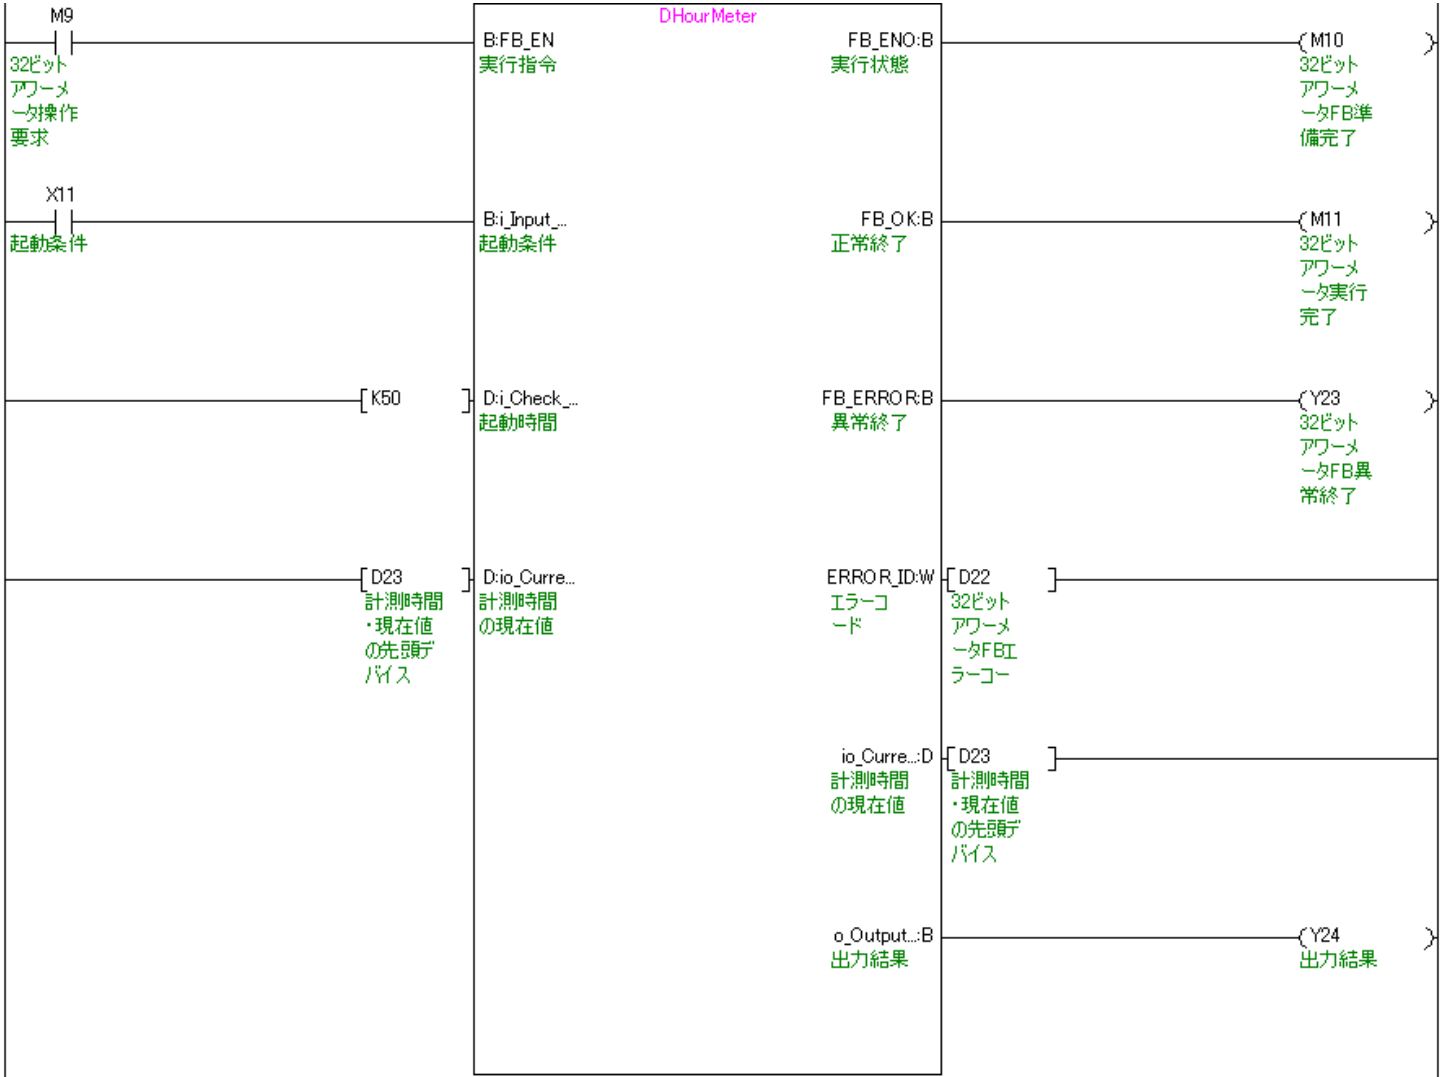 DHourMeter
M9
B:FB_EN
FB_ENO:B
M10
32ビット
アワーメ
ータ操作
要求
実行指令
実行状態
32ビット
アワーメ
ータFB準
備完了
X11
起動条件
B:i_Input_...
起動条件
FB_OK:B
正常終了
M11
32ビット
アワーメ
ータ実行
完了
K50
D:i_Check_...
起動時間
FB_ERROR:B
異常終了
Y23
32ビット
アワーメ
ータFB異
常終了
D23
計測時間
・現在値
の先頭デ
バイス
D:io_Curre...
計測時間
の現在値
ERROR_ID:W
エラーコ
ード
D22
32ビット
アワーメ
ータFBエ
ラーコー
io_Curre...:D
計測時間
の現在値
D23
計測時間
・現在値
の先頭デ
バイス
o_Output...:B
出力結果
Y24
出力結果